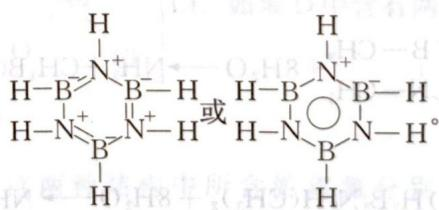 H
N⁺
H—B⁻ B⁻—H
H—N⁺ N⁺—H
B⁻
H
或
H
N⁺
H—B B⁻—H
H—N N—H
B
H
。